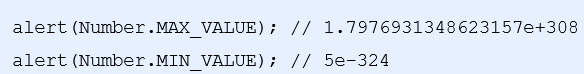 alert(Number.MAX_VALUE); // 1.7976931348623157e+308
alert(Number.MIN_VALUE); // 5e-324